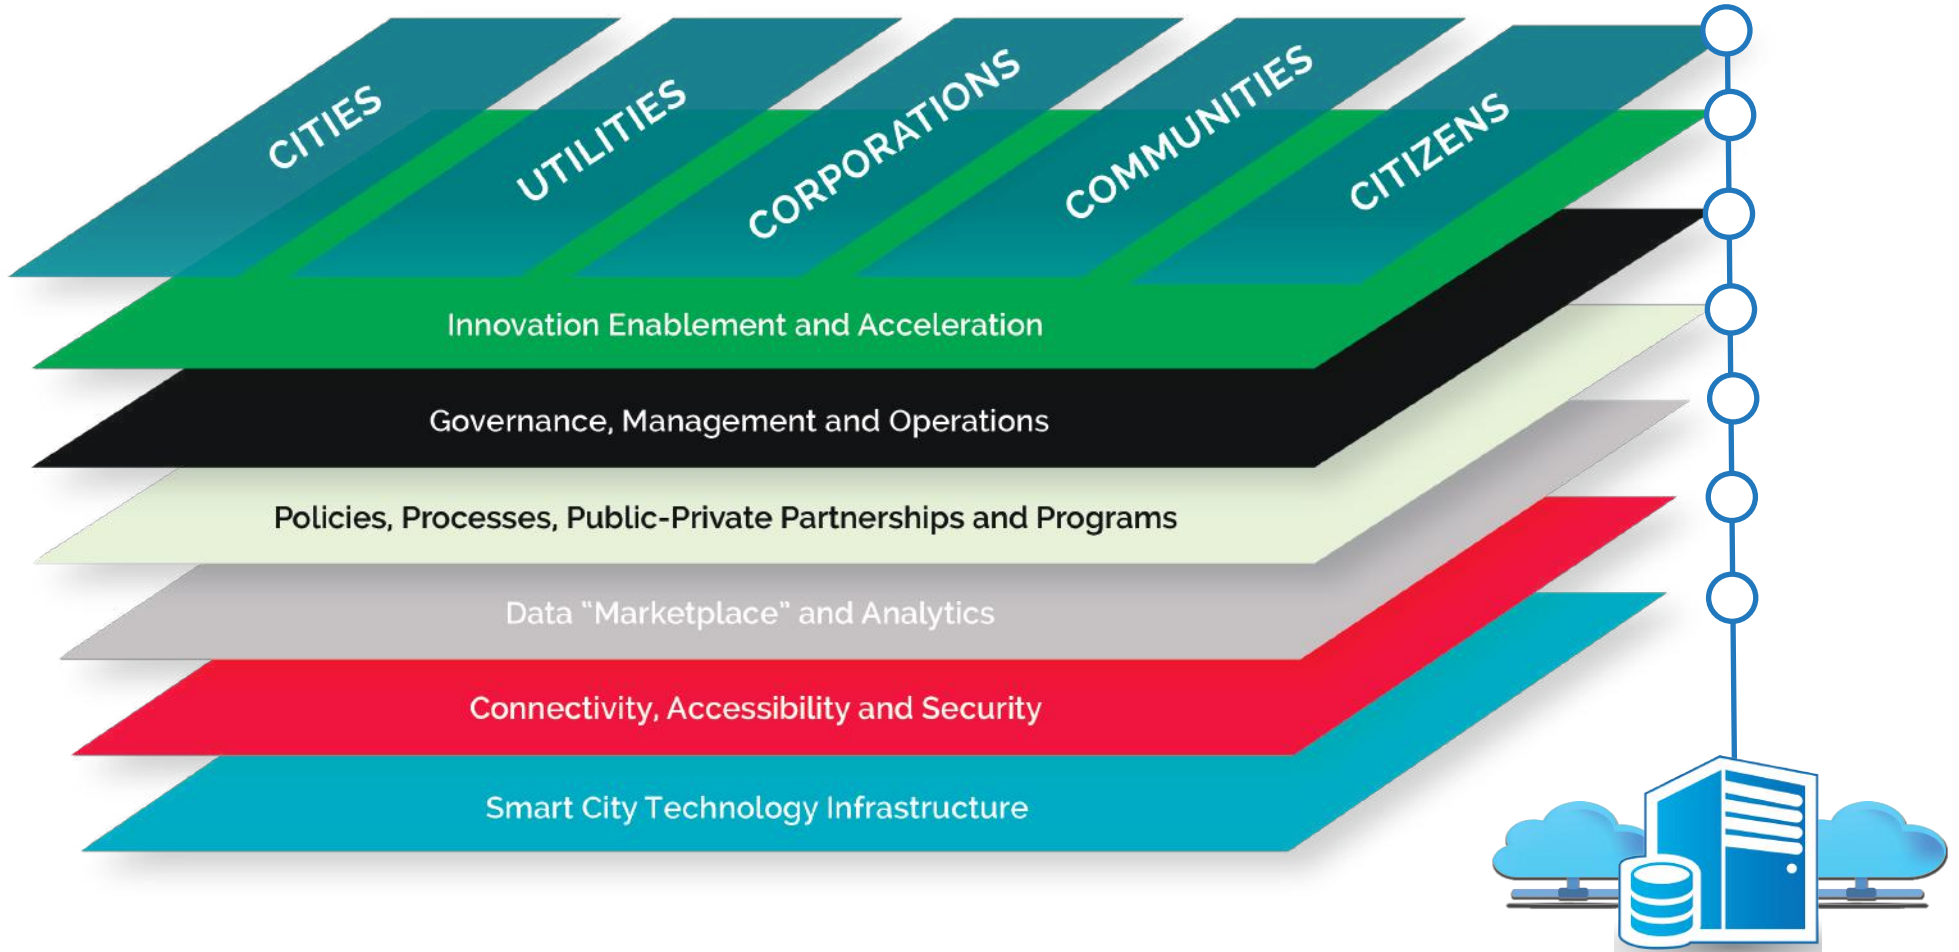 CITIES
UTILITIES
CORPORATIONS
COMMUNITIES
CITIZENS
Innovation Enablement and Acceleration
Governance, Management and Operations
Policies, Processes, Public-Private Partnerships and Programs
Data “Marketplace” and Analytics
Connectivity, Accessibility and Security
Smart City Technology Infrastructure